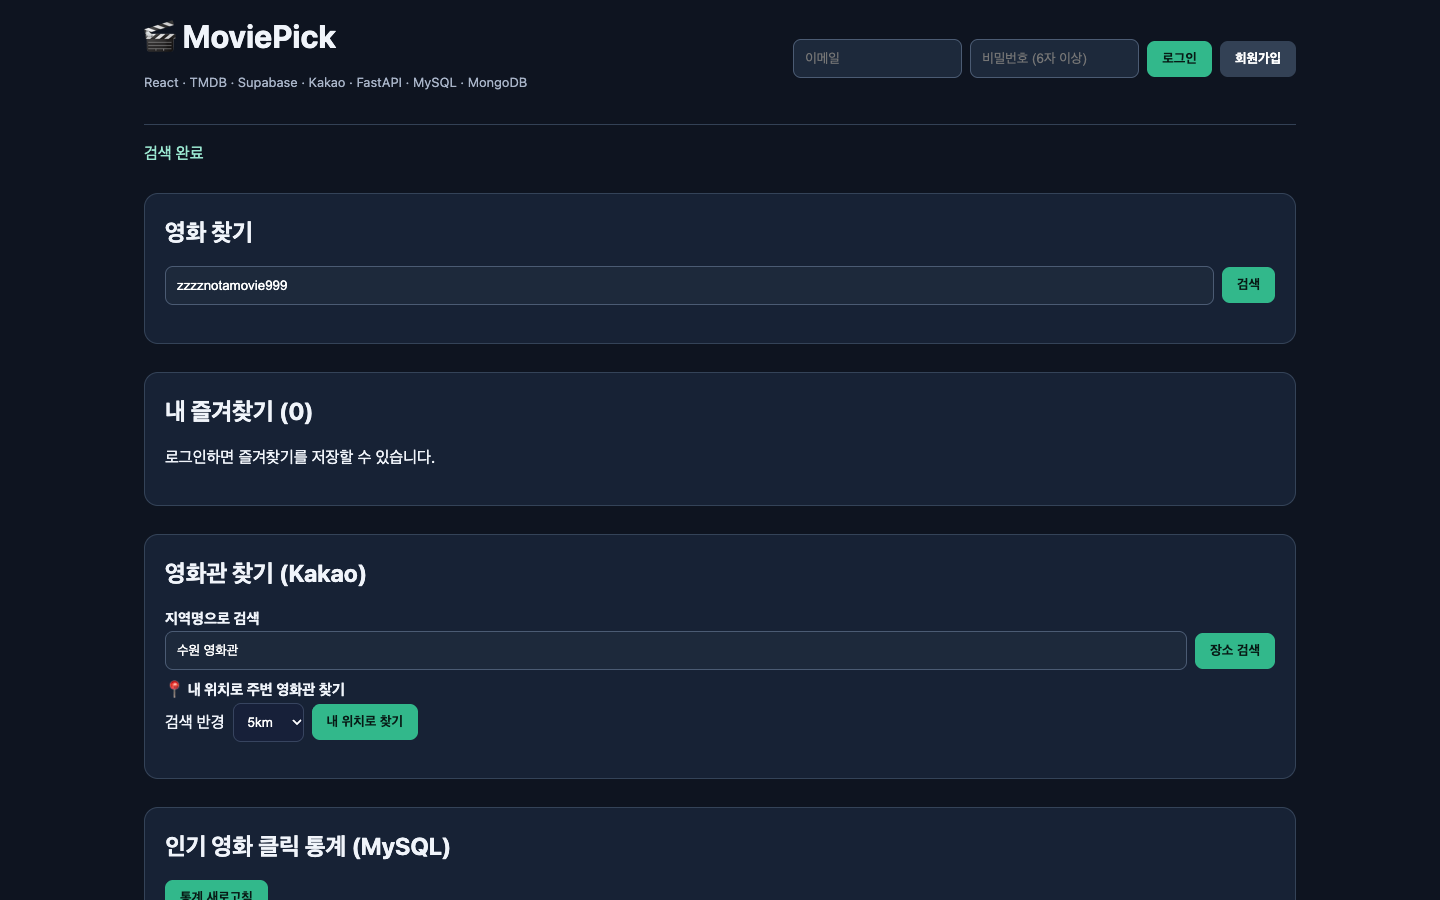 MoviePick
React · TMDB · Supabase · Kakao · FastAPI · MySQL · MongoDB
이메일
비밀번호 (6자 이상)
로그인
회원가입
검색 완료
영화 찾기
zzzznotamovie999
검색
내 즐겨찾기 (0)
로그인하면 즐겨찾기를 저장할 수 있습니다.
영화관 찾기 (Kakao)
지역명으로 검색
수원 영화관
장소 검색
📍 내 위치로 주변 영화관 찾기
검색 반경
5km
내 위치로 찾기
인기 영화 클릭 통계 (MySQL)
통계 새로고침